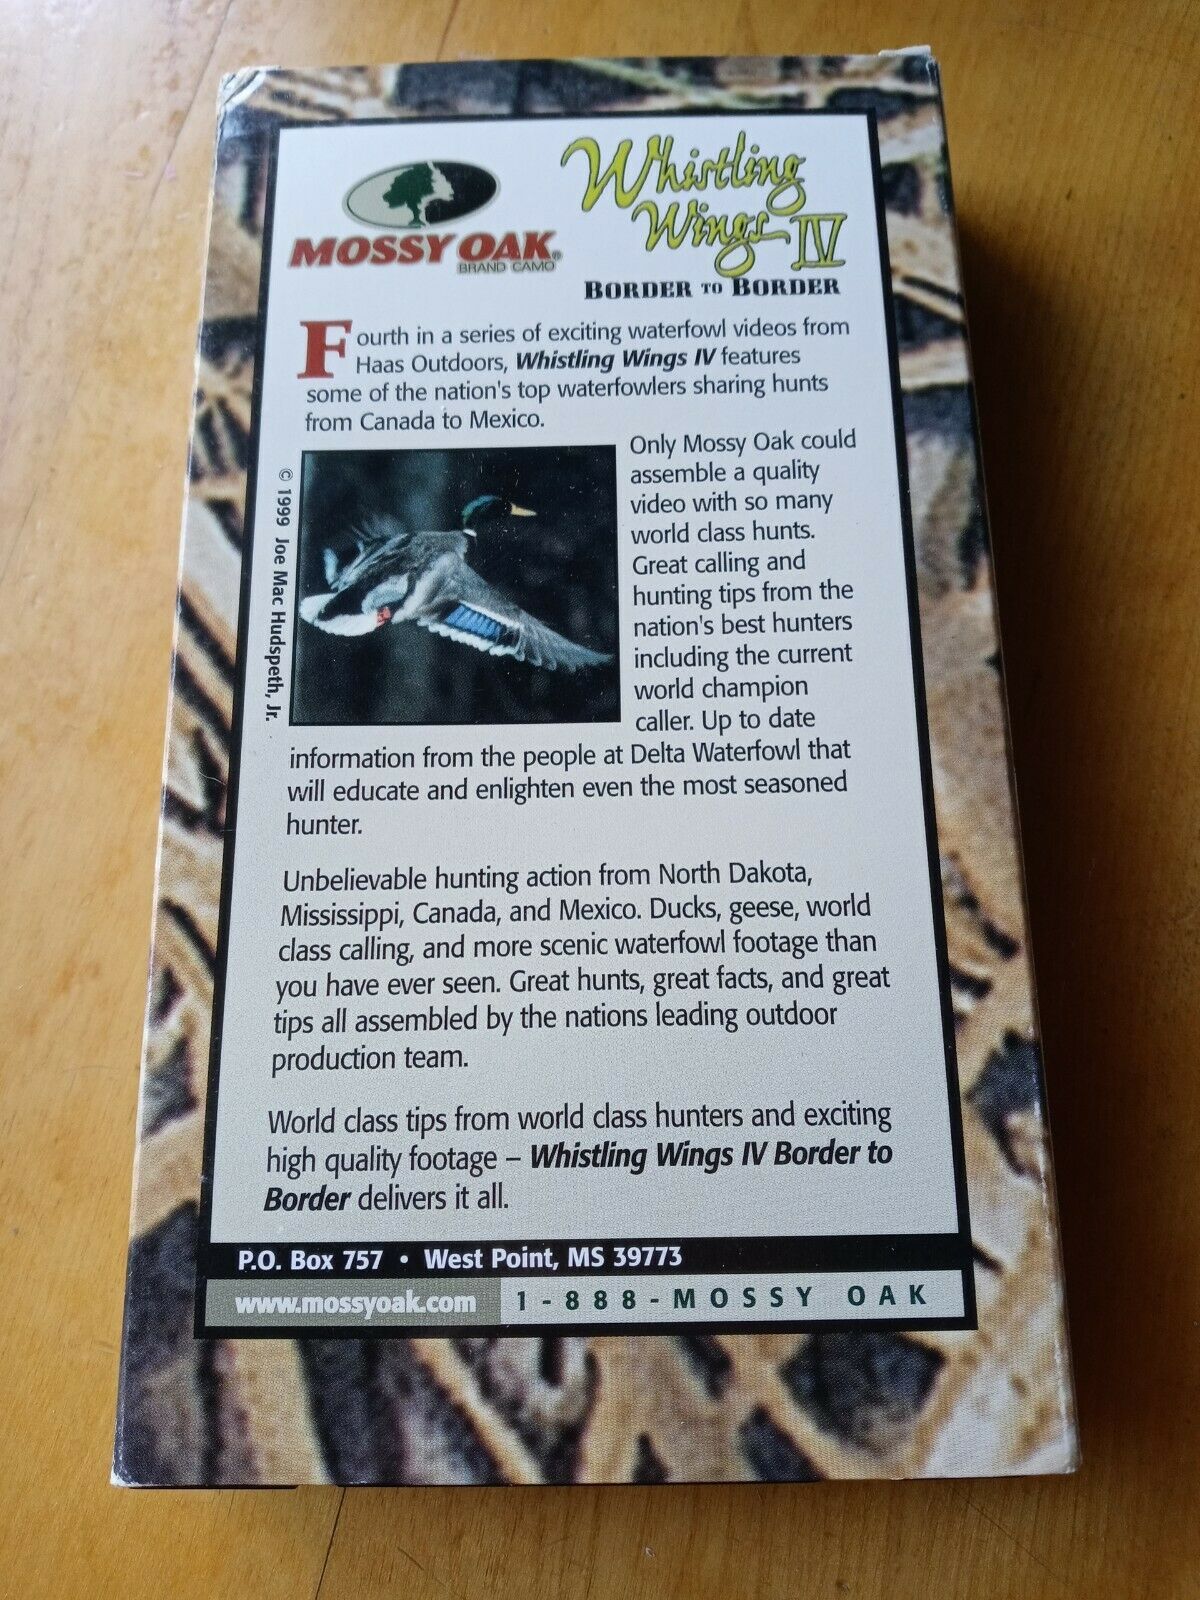 MOSSY OAK®
BRAND CAMO
Whistling
Wings IV
BORDER TO BORDER
Fourth in a series of exciting waterfowl videos from
Haas Outdoors, Whistling Wings IV features
some of the nation's top waterfowlers sharing hunts
from Canada to Mexico.
© 1999 Joe Mac Hudspeth, Jr.
Only Mossy Oak could
assemble a quality
video with so many
world class hunts.
Great calling and
hunting tips from the
nation's best hunters
including the current
world champion
caller. Up to date
information from the people at Delta Waterfowl that
will educate and enlighten even the most seasoned
hunter.
Unbelievable hunting action from North Dakota,
Mississippi, Canada, and Mexico. Ducks, geese, world
class calling, and more scenic waterfowl footage than
you have ever seen. Great hunts, great facts, and great
tips all assembled by the nations leading outdoor
production team.
World class tips from world class hunters and exciting
high quality footage – Whistling Wings IV Border to
Border delivers it all.
P.O. Box 757 • West Point, MS 39773
www.mossyoak.com 1-888-MOSSY OAK